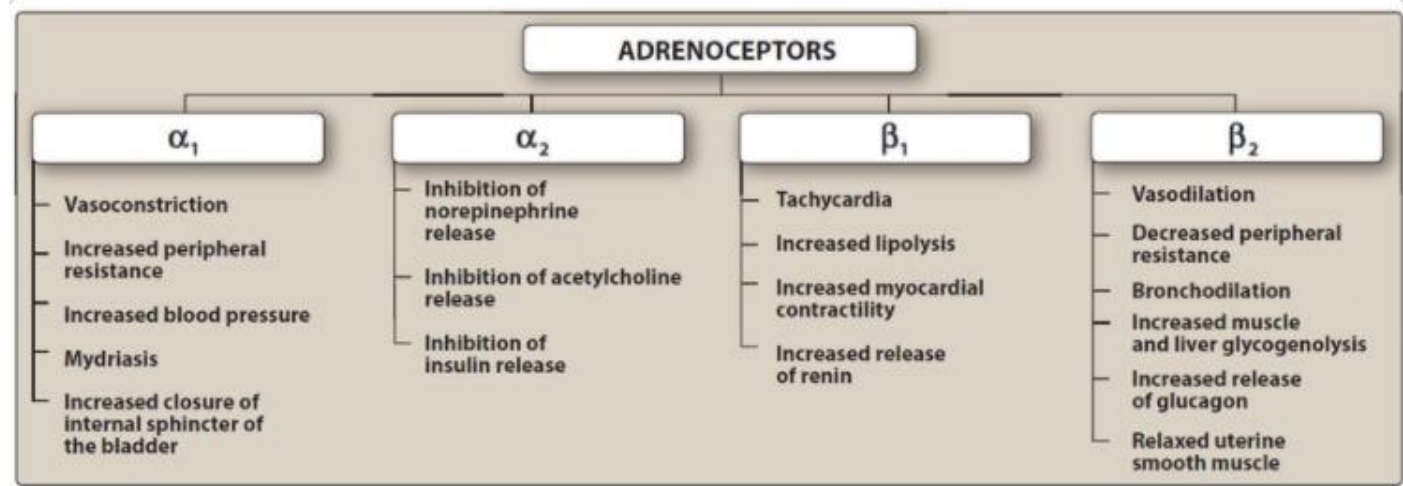 ADRENOCEPTORS
α₁
Vasoconstriction
Increased peripheral
resistance
Increased blood pressure
Mydriasis
Increased closure of
internal sphincter of
the bladder
α₂
Inhibition of
norepinephrine
release
Inhibition of acetylcholine
release
Inhibition of
insulin release
β₁
Tachycardia
Increased lipolysis
Increased myocardial
contractility
Increased release
of renin
β₂
Vasodilation
Decreased peripheral
resistance
Bronchodilation
Increased muscle
and liver glycogenolysis
Increased release
of glucagon
Relaxed uterine
smooth muscle